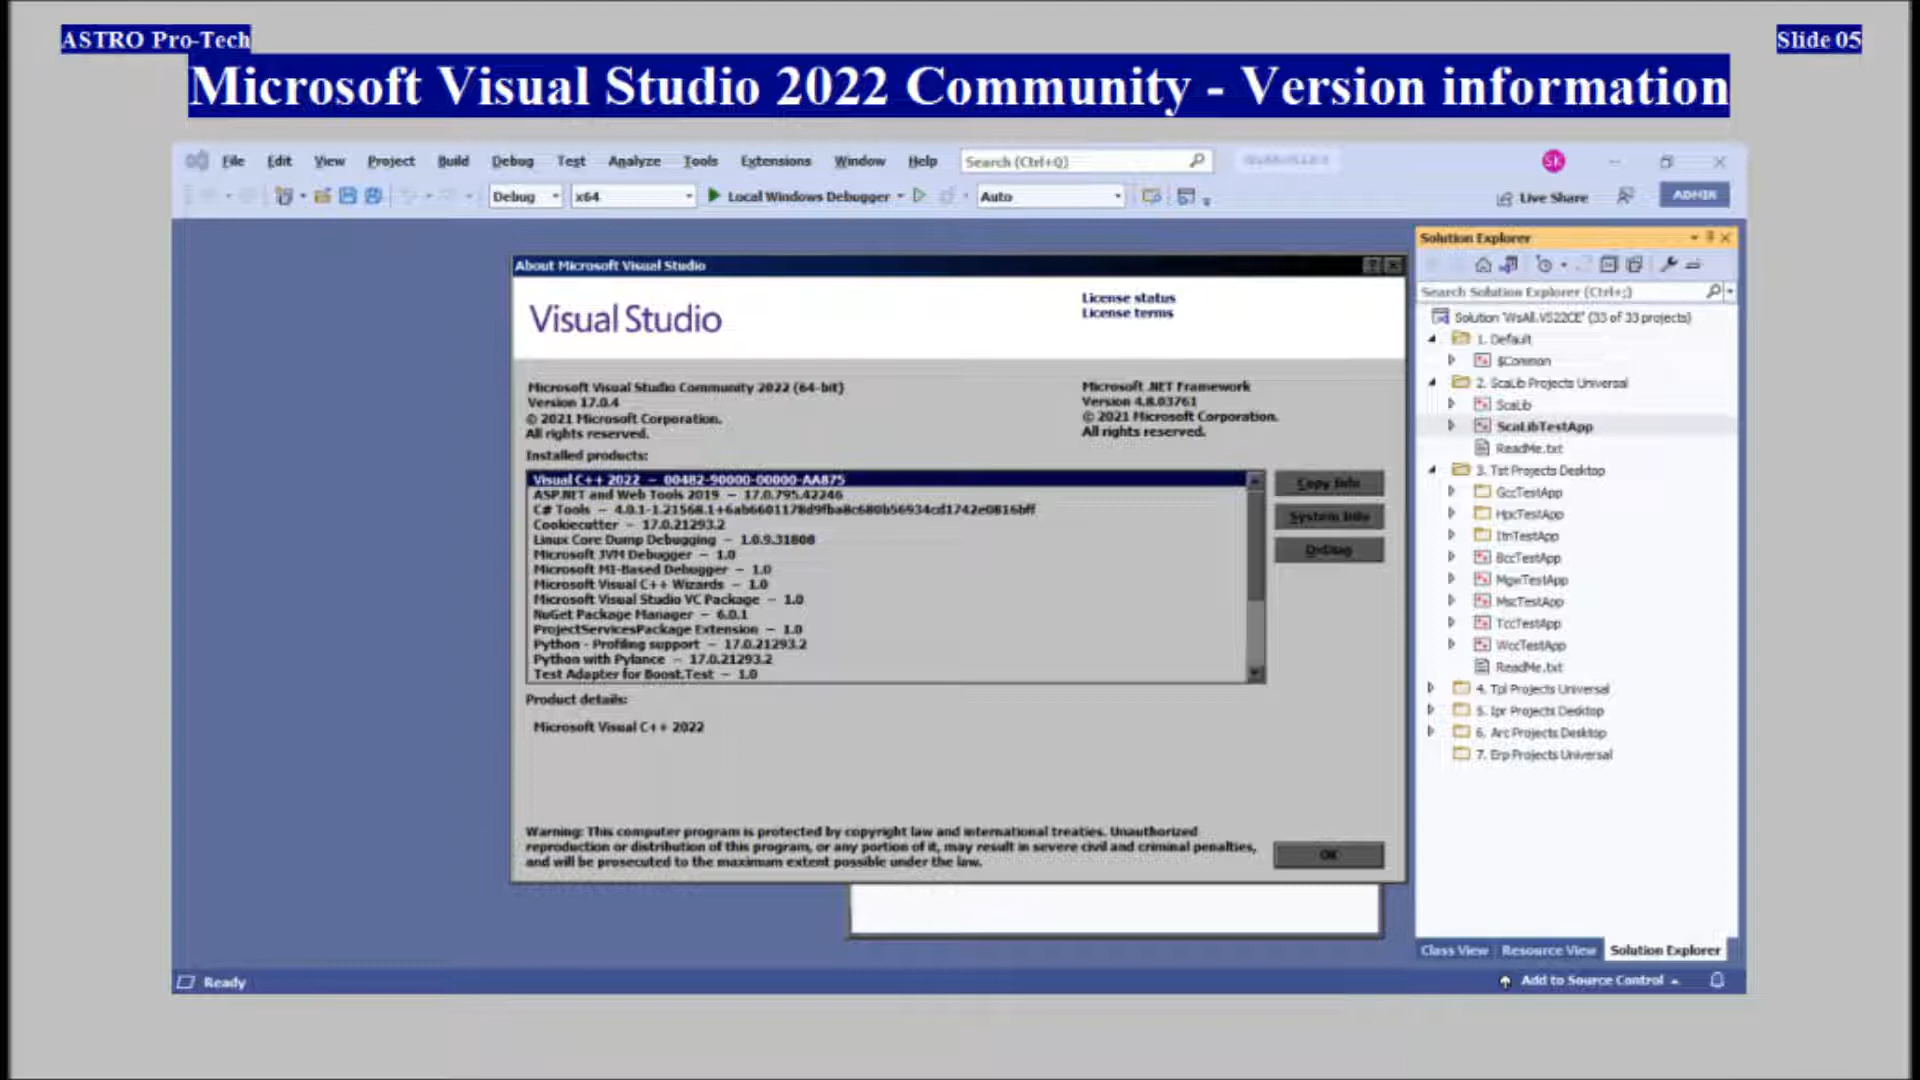 ASTRO Pro-Tech
Slide 05
Microsoft Visual Studio 2022 Community - Version information
File Edit View Project Build Debug Test Analyze Tools Extensions Window Help Search (Ctrl+Q)
SK
Debug x64 Local Windows Debugger Auto
Live Share
ADMIN
About Microsoft Visual Studio
Visual Studio
License status
License terms
Microsoft Visual Studio Community 2022 (64-bit)
Version 17.0.4
© 2021 Microsoft Corporation.
All rights reserved.
Microsoft .NET Framework
Version 4.8.03761
© 2021 Microsoft Corporation.
All rights reserved.
Installed products:
Visual C++ 2022 – 00482-90000-00000-AA875
ASP.NET and Web Tools 2019 – 17.0.795.42246
C# Tools – 4.0.1-1.21568.1+6ab6601178d9fba8c680b56934cd1742e0816bff
Cookiecutter – 17.0.21293.2
Linux Core Dump Debugging – 1.0.9.31808
Microsoft JVM Debugger – 1.0
Microsoft MI-Based Debugger – 1.0
Microsoft Visual C++ Wizards – 1.0
Microsoft Visual Studio VC Package – 1.0
NuGet Package Manager – 6.0.1
ProjectServicesPackage Extension – 1.0
Python - Profiling support – 17.0.21293.2
Python with Pylance – 17.0.21293.2
Test Adapter for Boost.Test – 1.0
Copy Info
System Info
DxDiag
Product details:
Microsoft Visual C++ 2022
Warning: This computer program is protected by copyright law and international treaties. Unauthorized
reproduction or distribution of this program, or any portion of it, may result in severe civil and criminal penalties,
and will be prosecuted to the maximum extent possible under the law.
OK
Solution Explorer
Search Solution Explorer (Ctrl+;)
Solution 'WsAll.VS22CE' (33 of 33 projects)
1. Default
$Common
2. ScaLib Projects Universal
ScaLib
ScaLibTestApp
ReadMe.txt
3. Tst Projects Desktop
GccTestApp
HpcTestApp
ItnTestApp
BccTestApp
MgwTestApp
MscTestApp
TccTestApp
WccTestApp
ReadMe.txt
4. Tpl Projects Universal
5. Ipr Projects Desktop
6. Arc Projects Desktop
7. Erp Projects Universal
Class View Resource View Solution Explorer
Ready
Add to Source Control